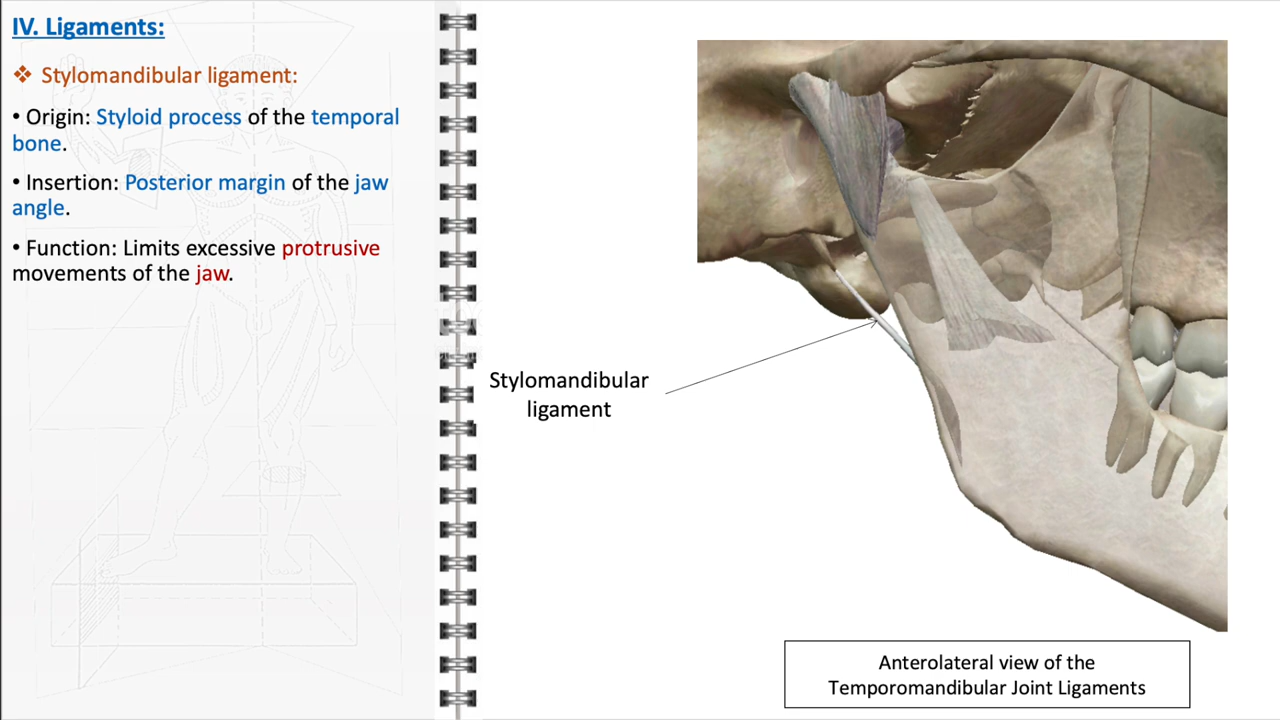 IV. Ligaments:
❖ Stylomandibular ligament:
• Origin: Styloid process of the temporal
bone.
• Insertion: Posterior margin of the jaw
angle.
• Function: Limits excessive protrusive
movements of the jaw.
Stylomandibular
ligament
Anterolateral view of the
Temporomandibular Joint Ligaments